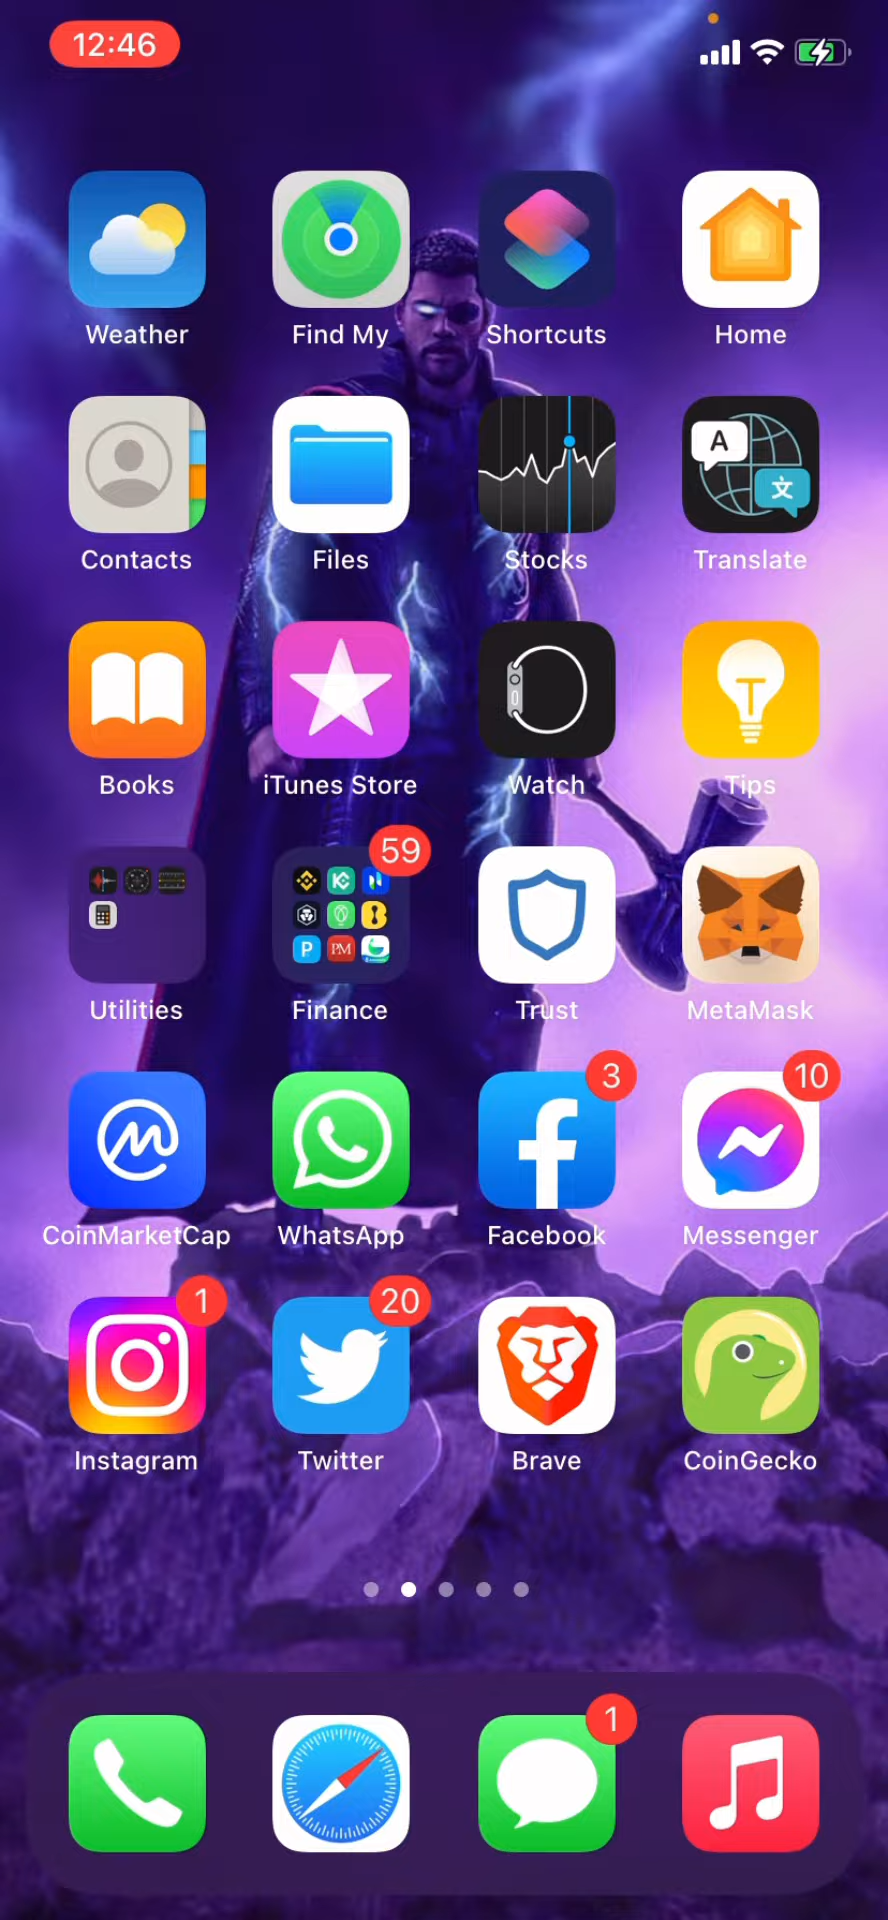 12:46
Weather Find My Shortcuts Home
A 文
Contacts Files Stocks Translate
Books iTunes Store Watch Tips
59
P PM
Utilities Finance Trust MetaMask
3 10
CoinMarketCap WhatsApp Facebook Messenger
1 20
Instagram Twitter Brave CoinGecko
1